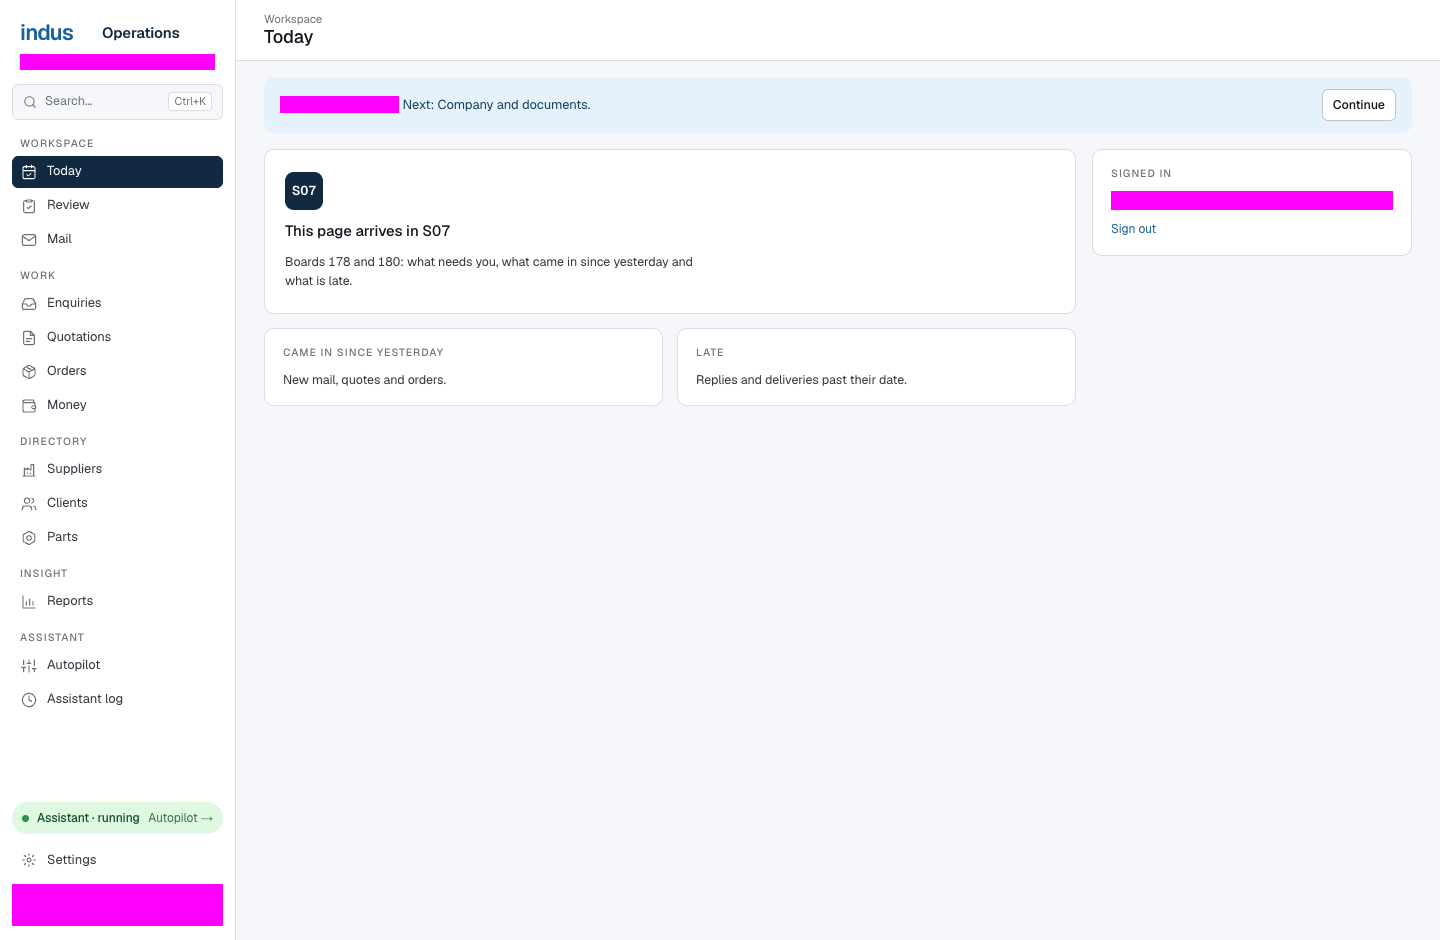 indus Operations
Search... Ctrl+K
WORKSPACE
Today
Review
Mail
WORK
Enquiries
Quotations
Orders
Money
DIRECTORY
Suppliers
Clients
Parts
INSIGHT
Reports
ASSISTANT
Autopilot
Assistant log
Assistant · running Autopilot →
Settings
Workspace
Today
Next: Company and documents.
Continue
S07
This page arrives in S07
Boards 178 and 180: what needs you, what came in since yesterday and
what is late.
CAME IN SINCE YESTERDAY
New mail, quotes and orders.
LATE
Replies and deliveries past their date.
SIGNED IN
Sign out